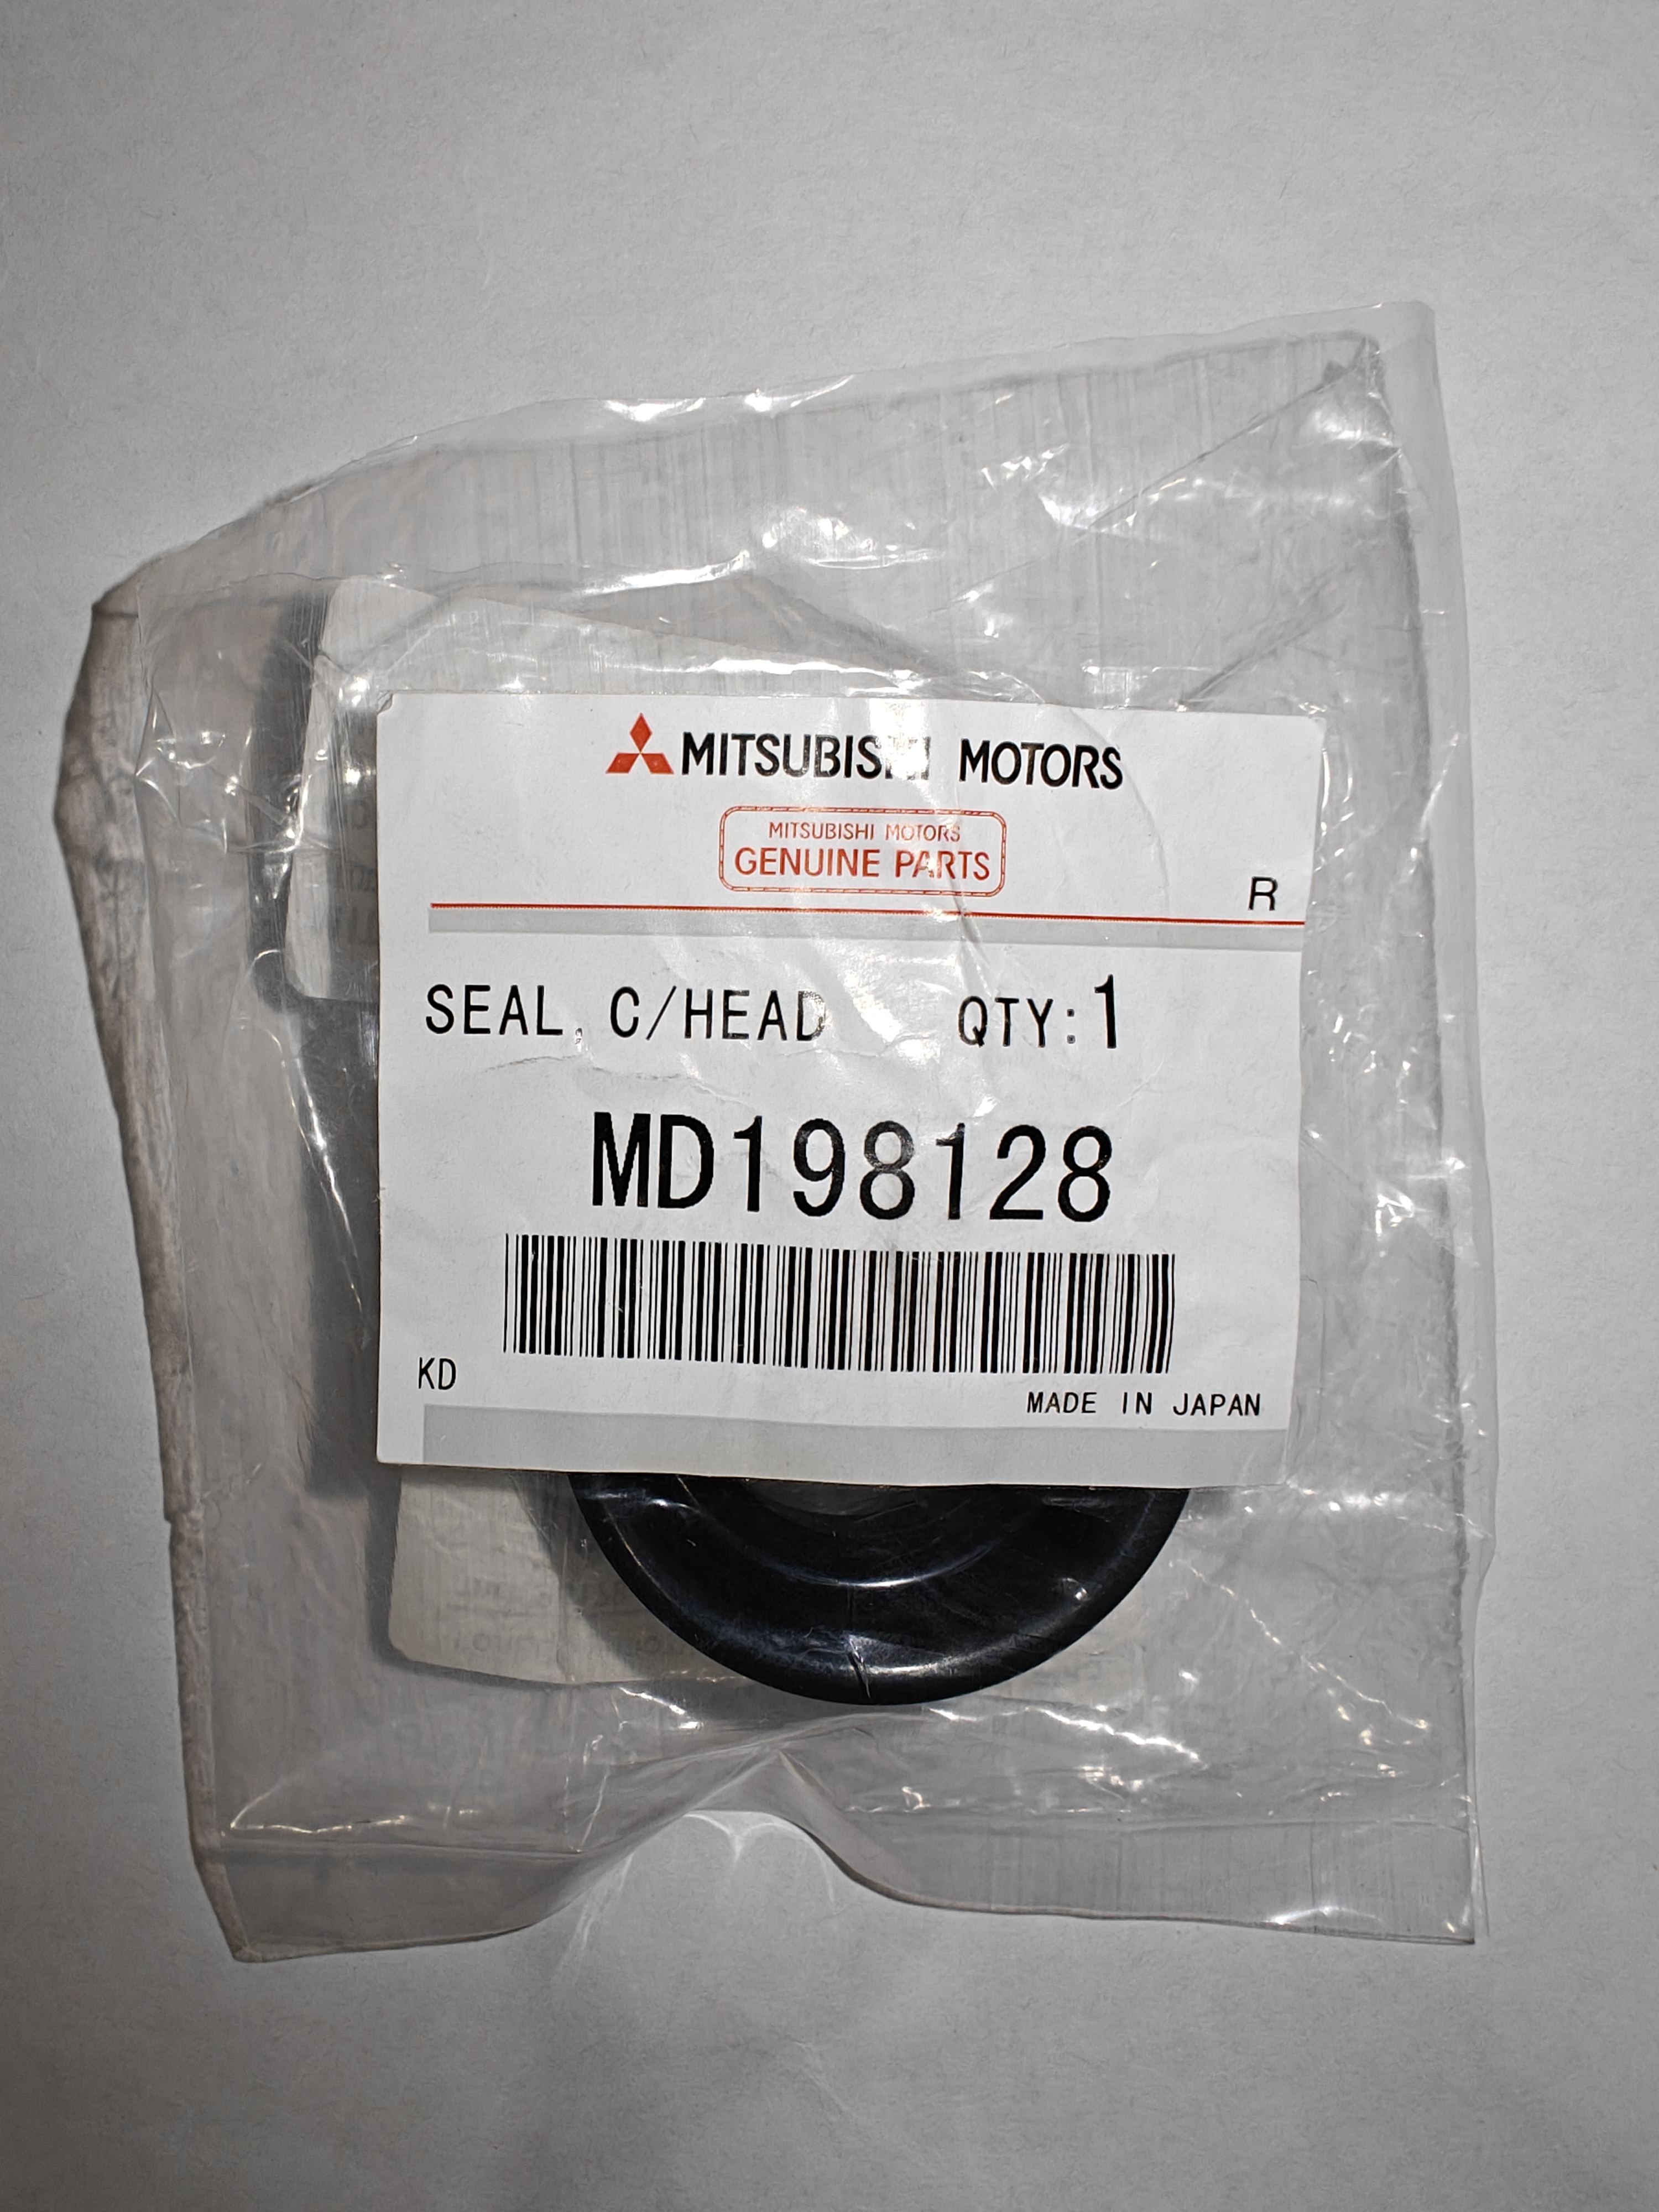 MITSUBISHI MOTORS
MITSUBISHI MOTORS
GENUINE PARTS
R
SEAL, C/HEAD QTY:1
MD198128
KD
MADE IN JAPAN